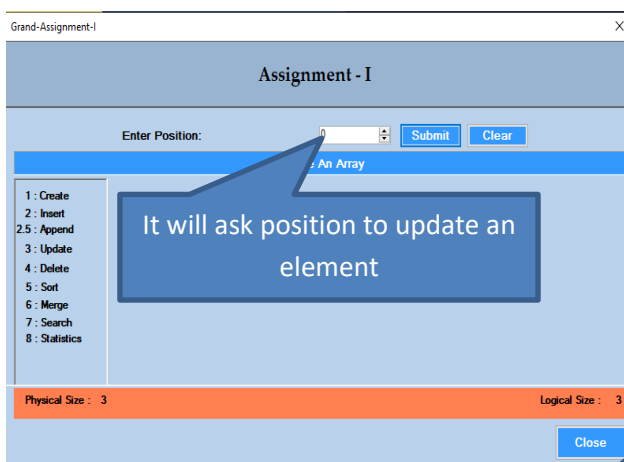 Grand-Assignment-I X
Assignment - I
Enter Position: 0 Submit Clear
An Array
It will ask position to update an
element
1 : Create
2 : Insert
2.5 : Append
3 : Update
4 : Delete
5 : Sort
6 : Merge
7 : Search
8 : Statistics
Physical Size : 3 Logical Size : 3
Close